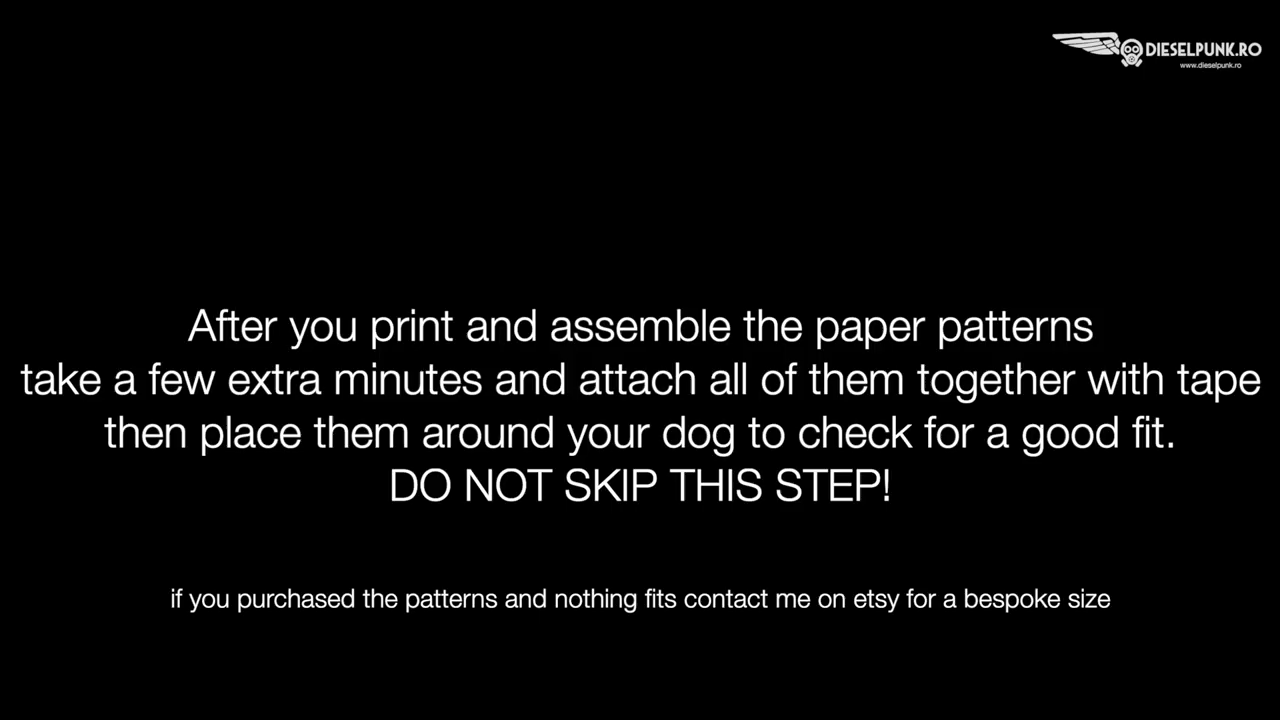 DIESELPUNK.RO
www.dieselpunk.ro
After you print and assemble the paper patterns
take a few extra minutes and attach all of them together with tape
then place them around your dog to check for a good fit.
DO NOT SKIP THIS STEP!
if you purchased the patterns and nothing fits contact me on etsy for a bespoke size